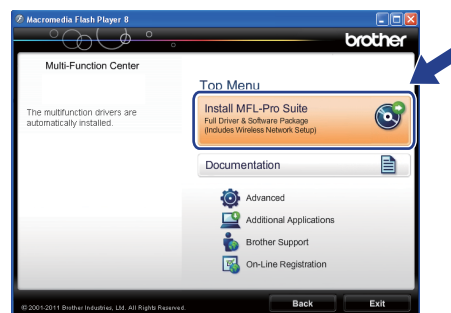 Macromedia Flash Player 8
brother
Multi-Function Center
Top Menu
The multifunction drivers are
automatically installed.
Install MFL-Pro Suite
Full Driver & Software Package
(Includes Wireless Network Setup)
Documentation
Advanced
Additional Applications
Brother Support
On-Line Registration
© 2001-2011 Brother Industries, Ltd. All Rights Reserved.
Back
Exit